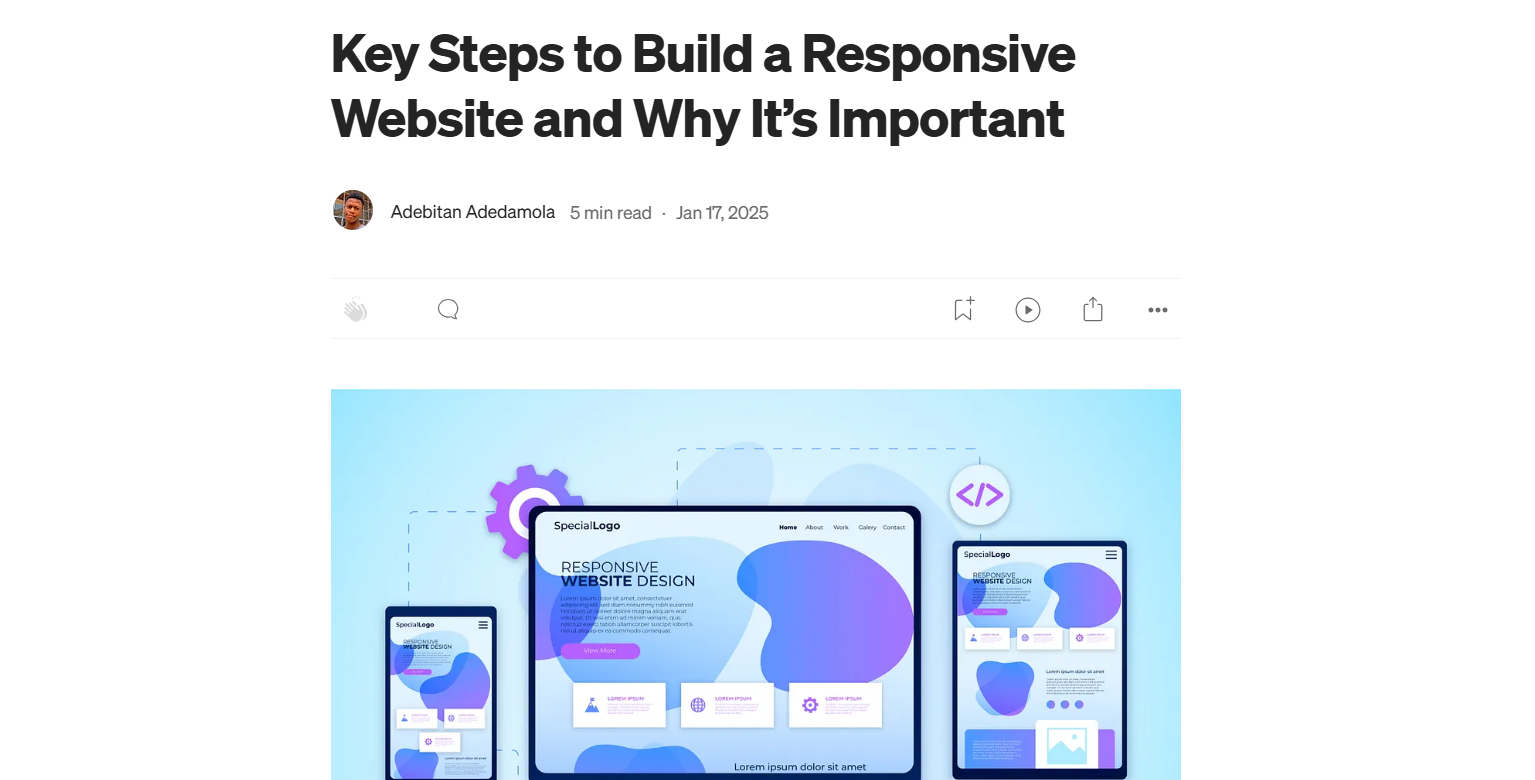 Key Steps to Build a Responsive
Website and Why It’s Important
Adebitan Adedamola 5 min read · Jan 17, 2025
</>
SpecialLogo
Home About Work Galery Contact
RESPONSIVE
WEBSITE DESIGN
Lorem ipsum dolor sit amet, consectetuer
adipiscing elit, sed diam nonummy nibh euismod
tincidunt ut laoreet dolore magna aliquam erat
volutpat. Ut wisi enim ad minim veniam, quis
nostrud exerci tation ullamcorper suscipit lobortis
nisl ut aliquip ex ea commodo consequat.
View More
LOREM IPSUM
LOREM IPSUM
LOREM IPSUM
Lorem ipsum dolor sit amet
SpecialLogo
RESPONSIVE
WEBSITE DESIGN
Lorem ipsum dolor sit amet
SpecialLogo
RESPONSIVE
WEBSITE DESIGN
Lorem ipsum dolor sit amet